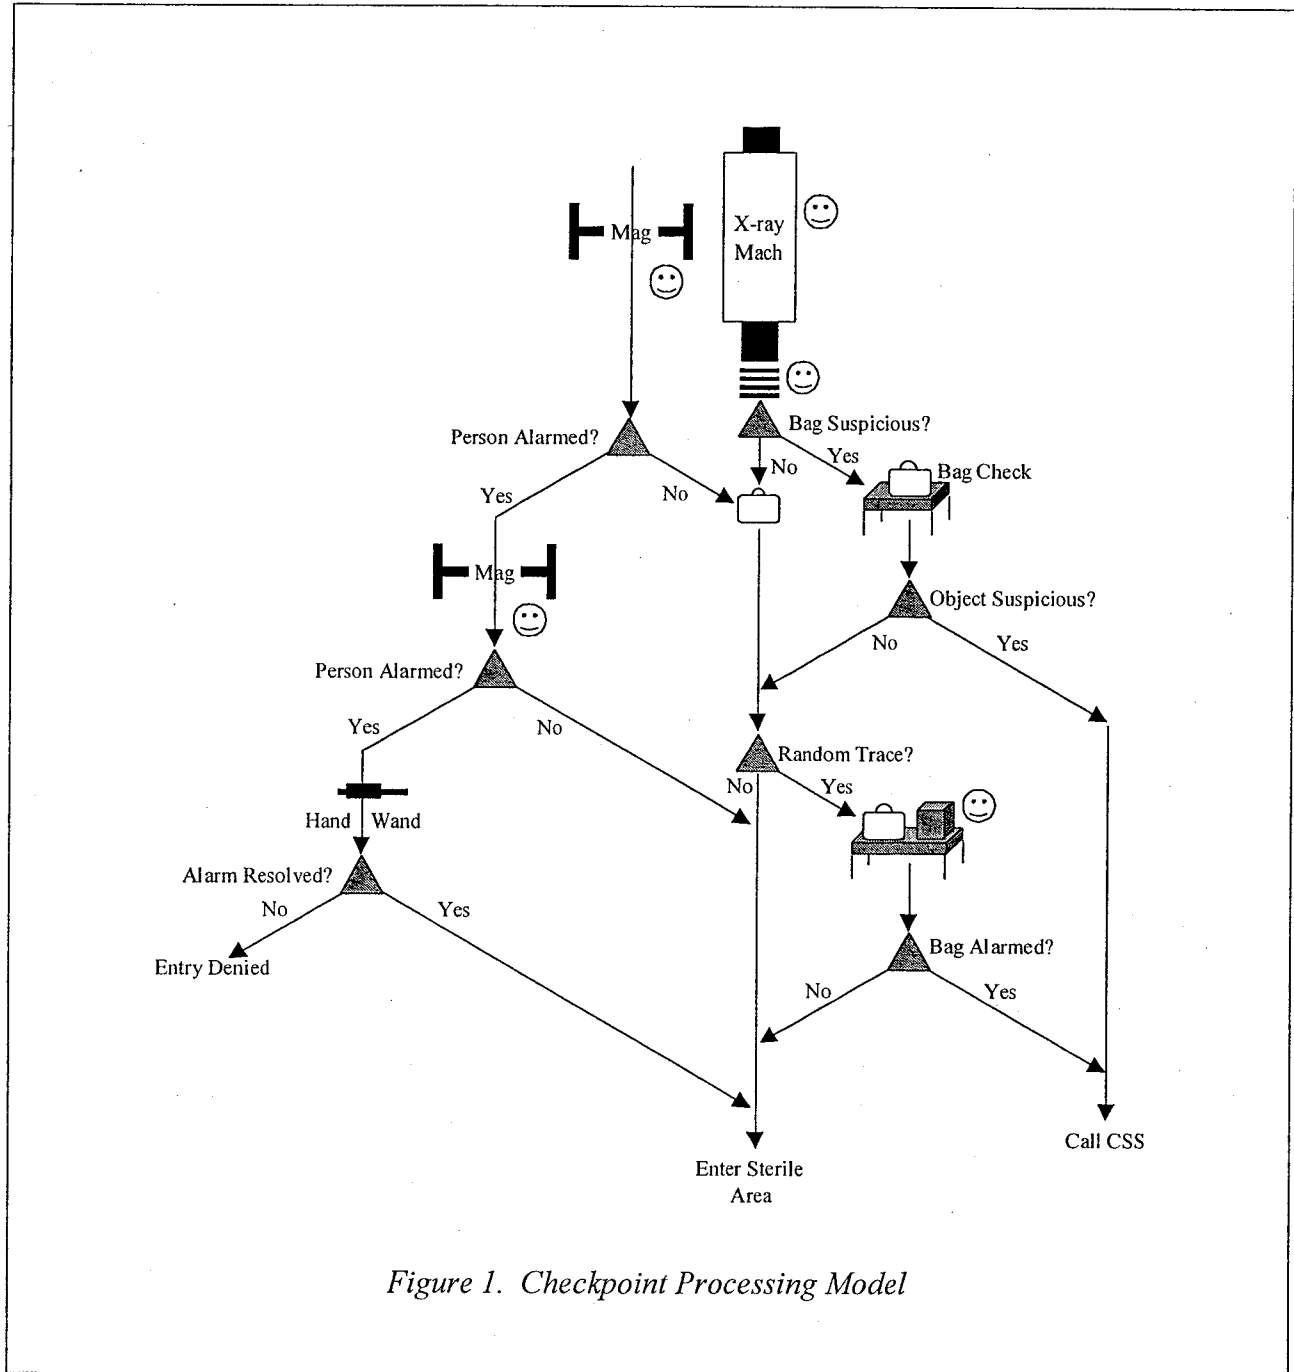 X-ray
Mach
Mag
Bag Suspicious?
Person Alarmed?
Yes
No
No
Yes
Bag Check
Mag
Object Suspicious?
No
Yes
Person Alarmed?
Yes
No
Random Trace?
No
Yes
Hand Wand
Alarm Resolved?
No
Yes
Entry Denied
Bag Alarmed?
No
Yes
Call CSS
Enter Sterile
Area
Figure 1. Checkpoint Processing Model